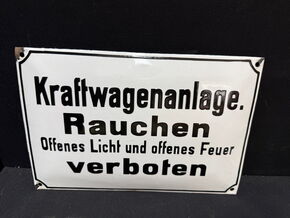 Kraftwagenanlage.
Rauchen
Offenes Licht und offenes Feuer
verboten